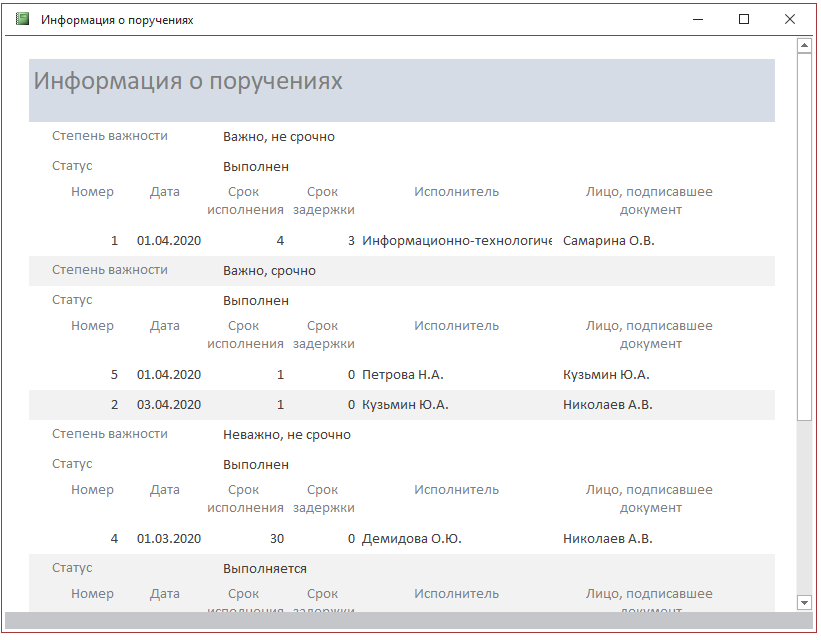 Информация о поручениях
Информация о поручениях
Степень важности Важно, не срочно
Статус Выполнен
Номер Дата Срок исполнения Срок задержки Исполнитель Лицо, подписавшее документ
1 01.04.2020 4 3 Информационно-технологиче Самарина О.В.
Степень важности Важно, срочно
Статус Выполнен
Номер Дата Срок исполнения Срок задержки Исполнитель Лицо, подписавшее документ
5 01.04.2020 1 0 Петрова Н.А. Кузьмин Ю.А.
2 03.04.2020 1 0 Кузьмин Ю.А. Николаев А.В.
Степень важности Неважно, не срочно
Статус Выполнен
Номер Дата Срок исполнения Срок задержки Исполнитель Лицо, подписавшее документ
4 01.03.2020 30 0 Демидова О.Ю. Николаев А.В.
Статус Выполняется
Номер Дата Срок исполнения Срок задержки Исполнитель Лицо, подписавшее документ